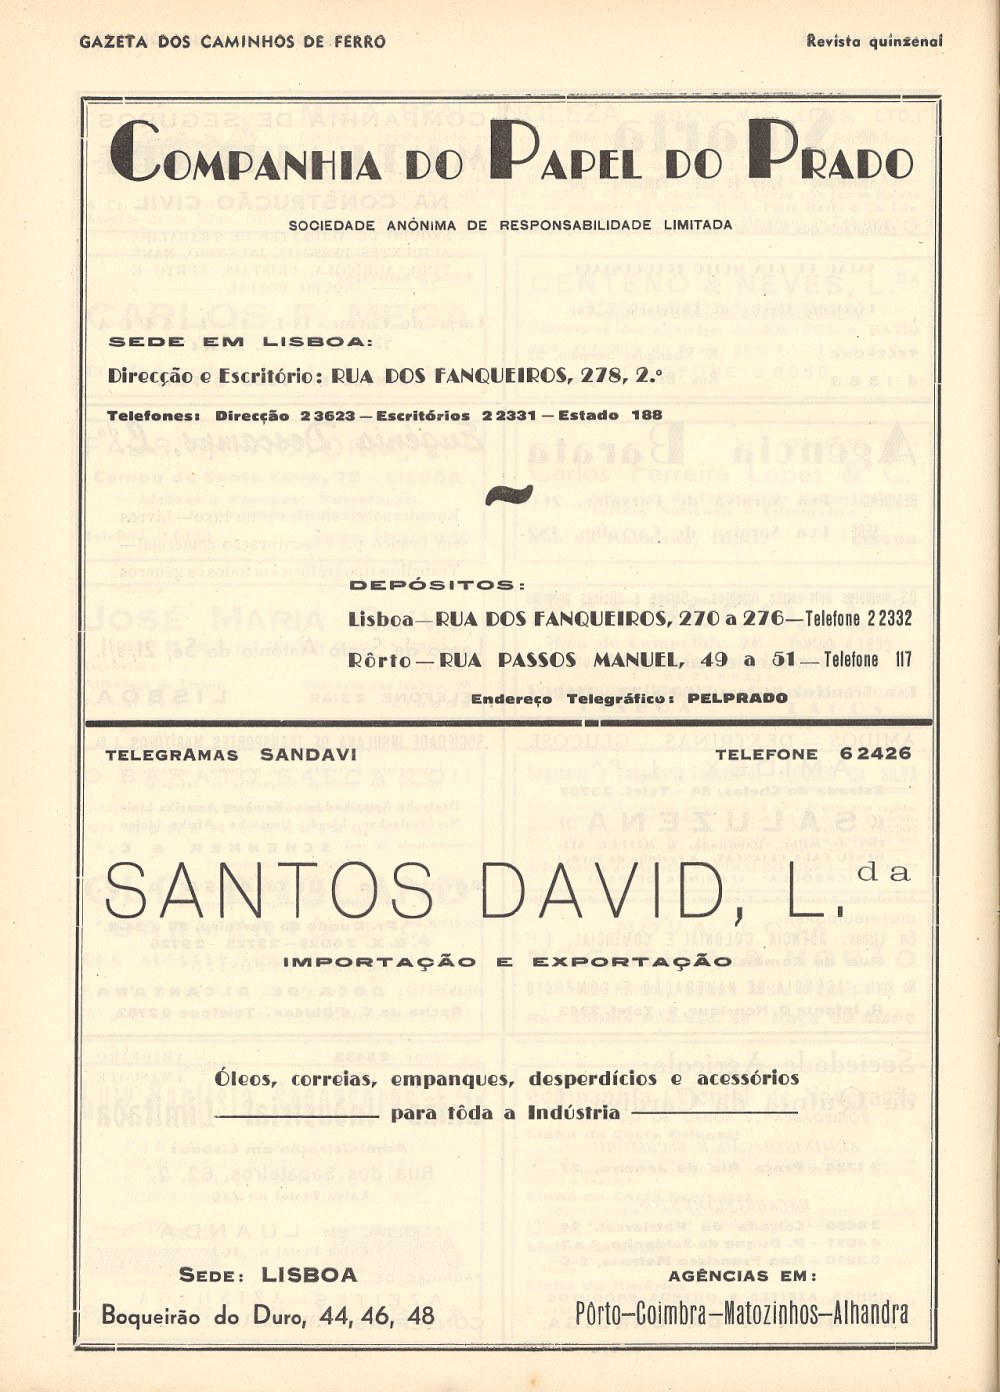 GAZETA DOS CAMINHOS DE FERRO
Revista quinzenal
COMPANHIA DO PAPEL DO PRADO
SOCIEDADE ANÓNIMA DE RESPONSABILIDADE LIMITADA
SEDE EM LISBOA:
Direcção e Escritório: RUA DOS FANQUEIROS, 278, 2.º
Telefones: Direcção 23623 — Escritórios 22331 — Estado 188
~
DEPÓSITOS:
Lisboa — RUA DOS FANQUEIROS, 270 a 276 — Telefone 22332
Rôrto — RUA PASSOS MANUEL, 49 a 51 — Telefone 117
Endereço Telegráfico: PELPRADO
TELEGRAMAS SANDAVI
TELEFONE 62426
SANTOS DAVID, L.da
IMPORTAÇÃO E EXPORTAÇÃO
Óleos, correias, empanques, desperdícios e acessórios
para tôda a Indústria
SEDE: LISBOA
AGÊNCIAS EM:
Boqueirão do Duro, 44, 46, 48
Pôrto—Coimbra—Matozinhos—Alhandra